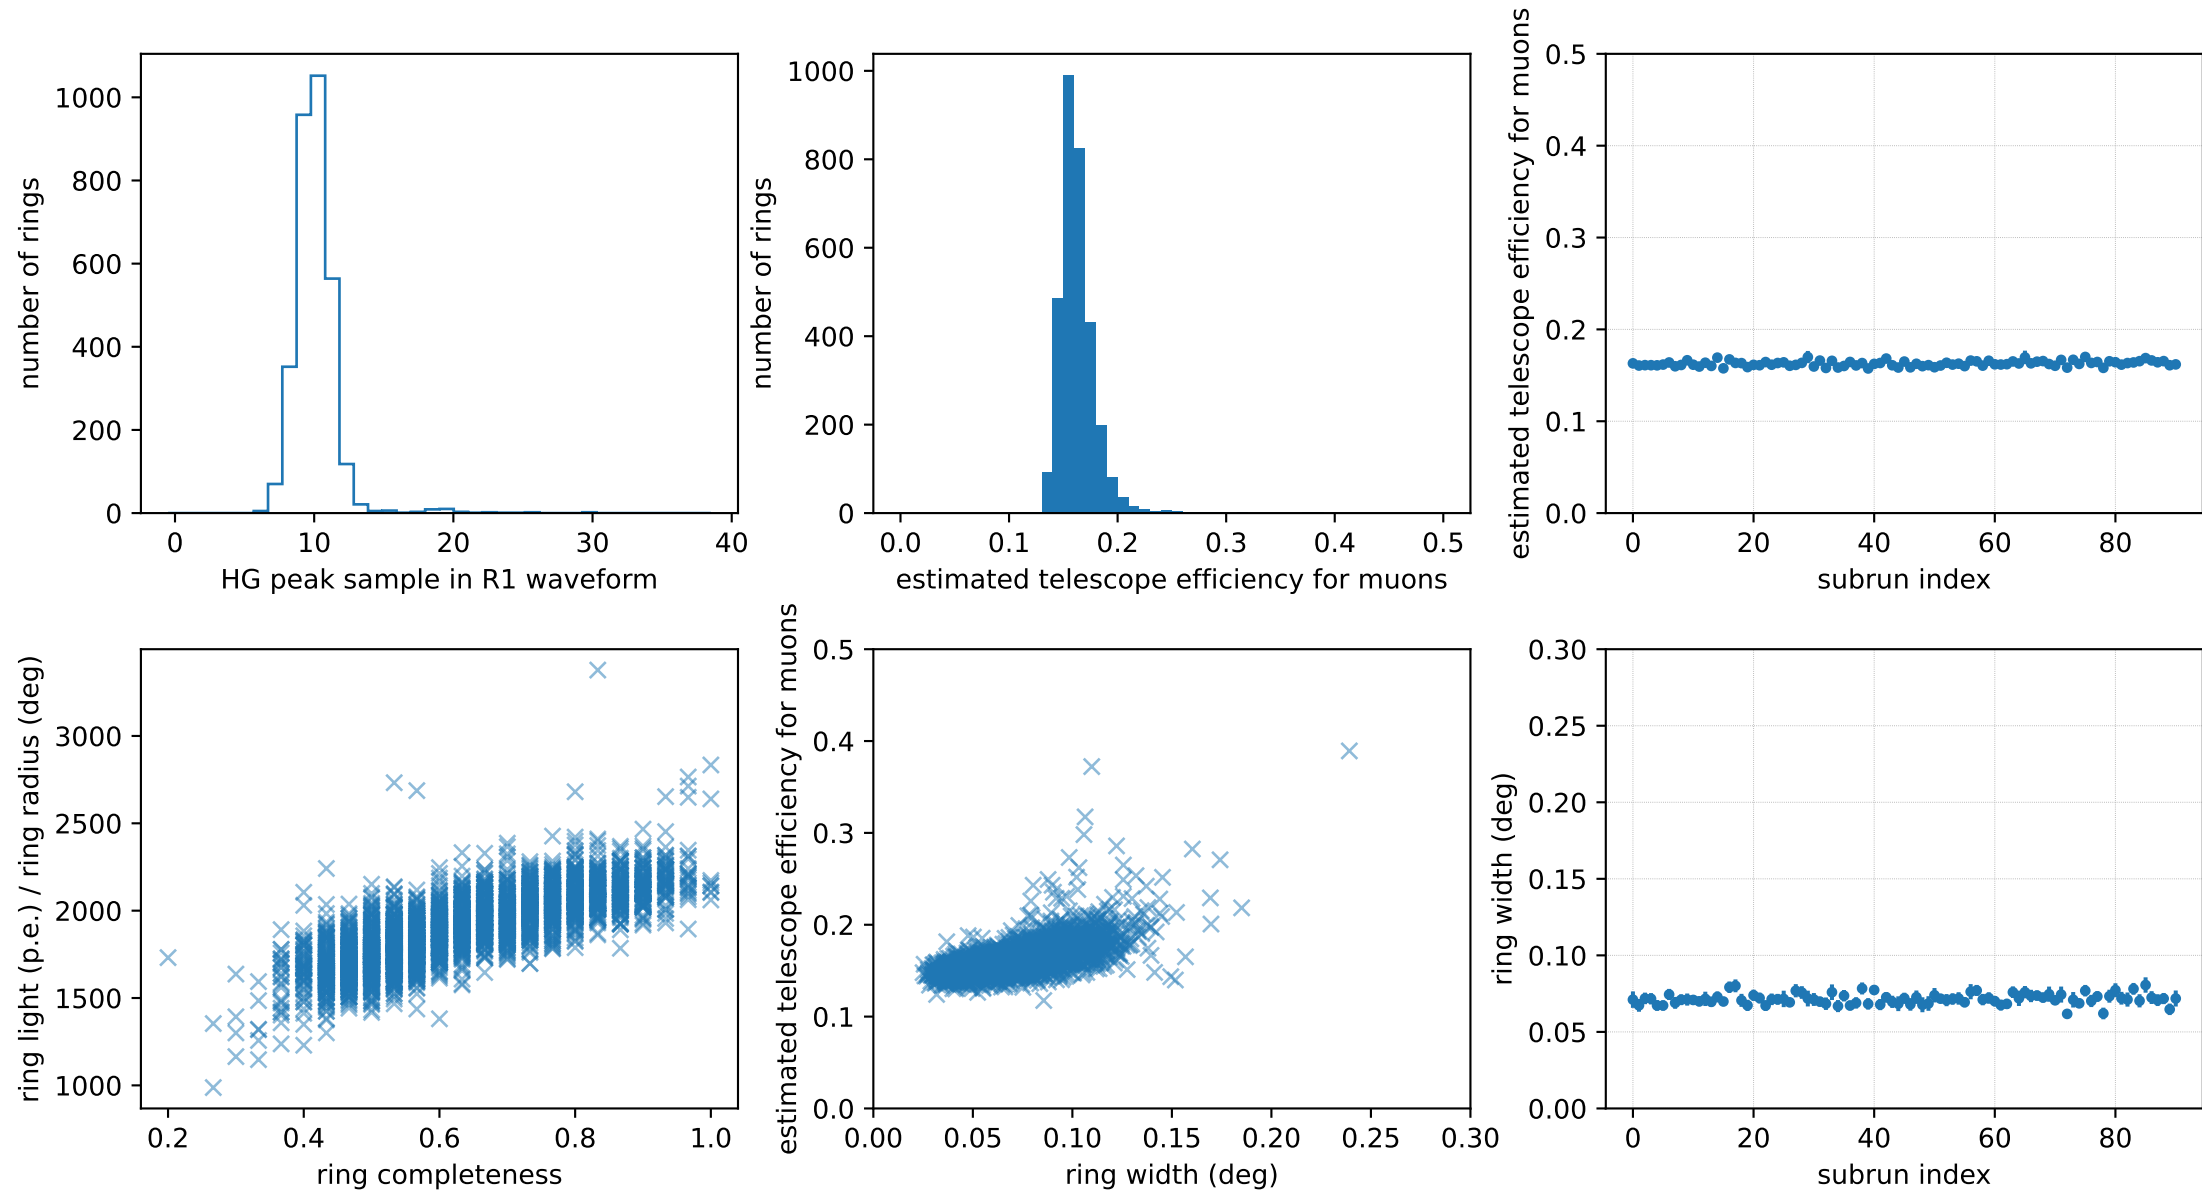 number of rings
1000
800
600
400
200
0
0 10 20 30 40
HG peak sample in R1 waveform
number of rings
1000
800
600
400
200
0
0.0 0.1 0.2 0.3 0.4 0.5
estimated telescope efficiency for muons
estimated telescope efficiency for muons
0.5
0.4
0.3
0.2
0.1
0.0
0 20 40 60 80
subrun index
ring light (p.e.) / ring radius (deg)
3000
2500
2000
1500
1000
0.2 0.4 0.6 0.8 1.0
ring completeness
estimated telescope efficiency for muons
0.5
0.4
0.3
0.2
0.1
0.0
0.00 0.05 0.10 0.15 0.20 0.25 0.30
ring width (deg)
ring width (deg)
0.30
0.25
0.20
0.15
0.10
0.05
0.00
0 20 40 60 80
subrun index